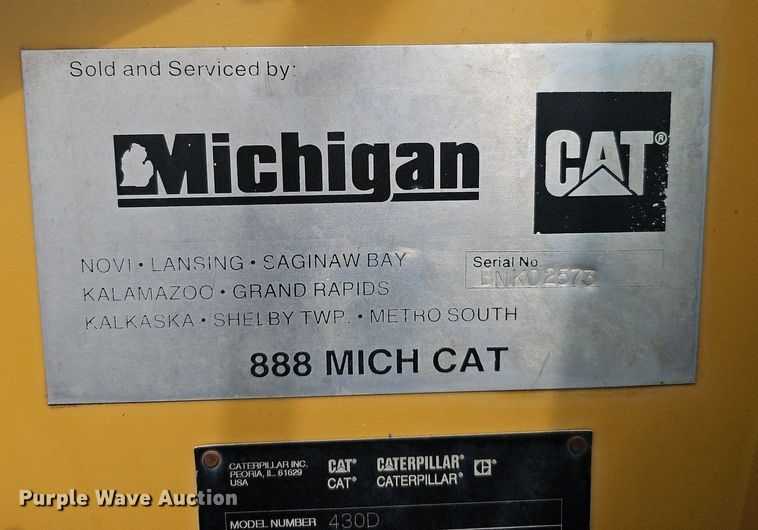 Sold and Serviced by:
Michigan
CAT®
NOVI • LANSING • SAGINAW BAY
KALAMAZOO • GRAND RAPIDS
KALKASKA • SHELBY TWP. • METRO SOUTH
Serial No.
BNK02573
888 MICH CAT
CATERPILLAR INC.
PEORIA, IL. 61629
USA
CAT® CATERPILLAR®
CAT® CATERPILLAR®
MODEL NUMBER 430D
Purple Wave Auction